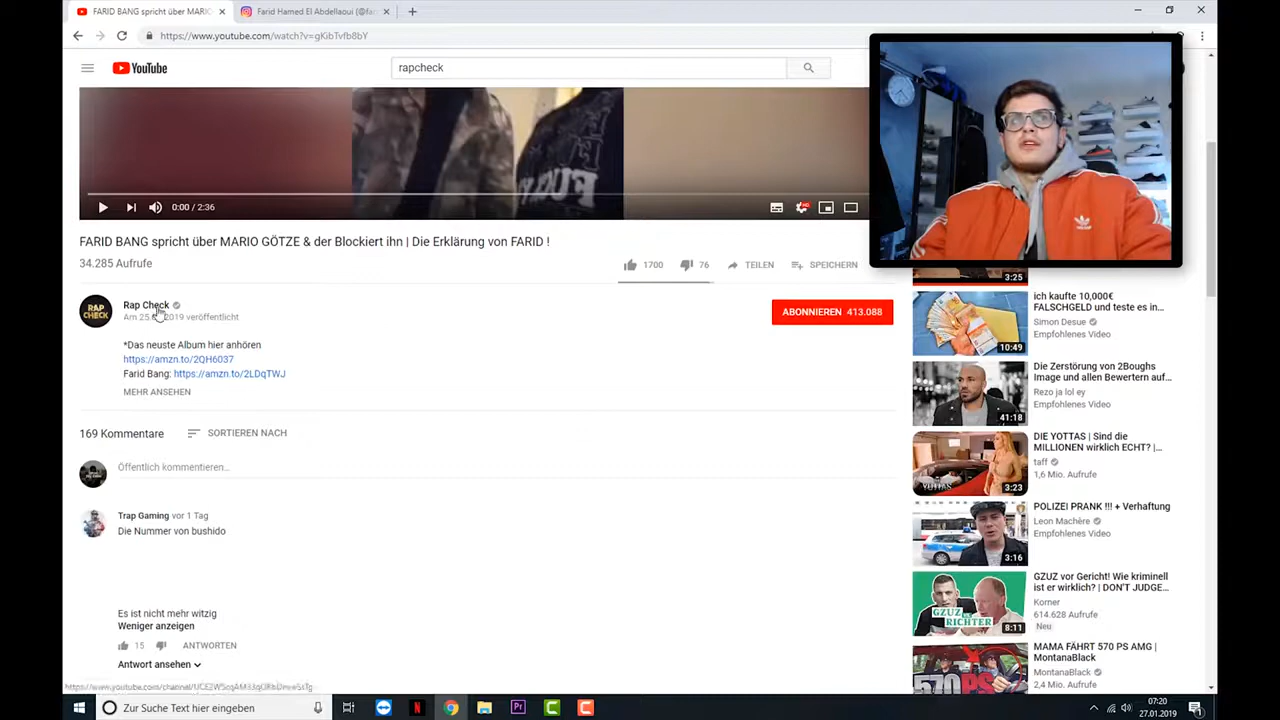 FARID BANG spricht über MARIO
Farid Hamed El Abdellaoui (@far
https://www.youtube.com/watch?v=gKibTvfb8bY
YouTube
rapcheck
0:00 / 2:36
FARID BANG spricht über MARIO GÖTZE & der Blockiert ihn | Die Erklärung von FARID !
34.285 Aufrufe
1700
76
TEILEN
SPEICHERN
RAP CHECK
Rap Check
2019 veröffentlicht
ABONNIEREN 413.088
*Das neuste Album hier anhören
https://amzn.to/2QH6037
Farid Bang: https://amzn.to/2LDqTWJ
MEHR ANSEHEN
169 Kommentare
SORTIEREN NACH
Öffentlich kommentieren...
Trap Gaming vor 1 Tag
Die Nummer von bushido
Es ist nicht mehr witzig
Weniger anzeigen
15
ANTWORTEN
Antwort ansehen
3:25
ich kaufte 10,000€
FALSCHGELD und teste es in...
Simon Desue
Empfohlenes Video
10:49
Die Zerstörung von 2Boughs
Image und allen Bewertern auf...
Rezo ja lol ey
Empfohlenes Video
41:18
DIE YOTTAS | Sind die
MILLIONEN wirklich ECHT? |...
taff
1,6 Mio. Aufrufe
3:23
POLIZEI PRANK !!! + Verhaftung
Leon Machère
Empfohlenes Video
3:16
GZUZ vor Gericht! Wie kriminell
ist er wirklich? | DON'T JUDGE...
Korner
614.628 Aufrufe
Neu
GZUZ
RICHTER
8:11
MAMA FÄHRT 570 PS AMG |
MontanaBlack
MontanaBlack
2,4 Mio. Aufrufe
570PS
Zur Suche Text hier eingeben
07:20
27.01.2019